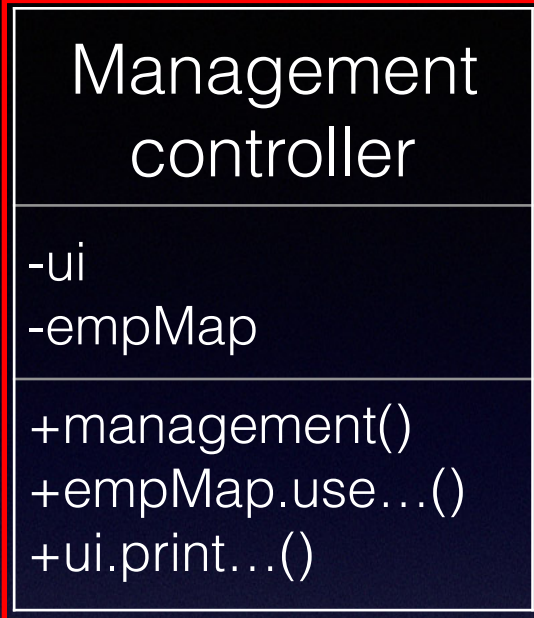 Management
controller
-ui
-empMap
+management()
+empMap.use…()
+ui.print…()